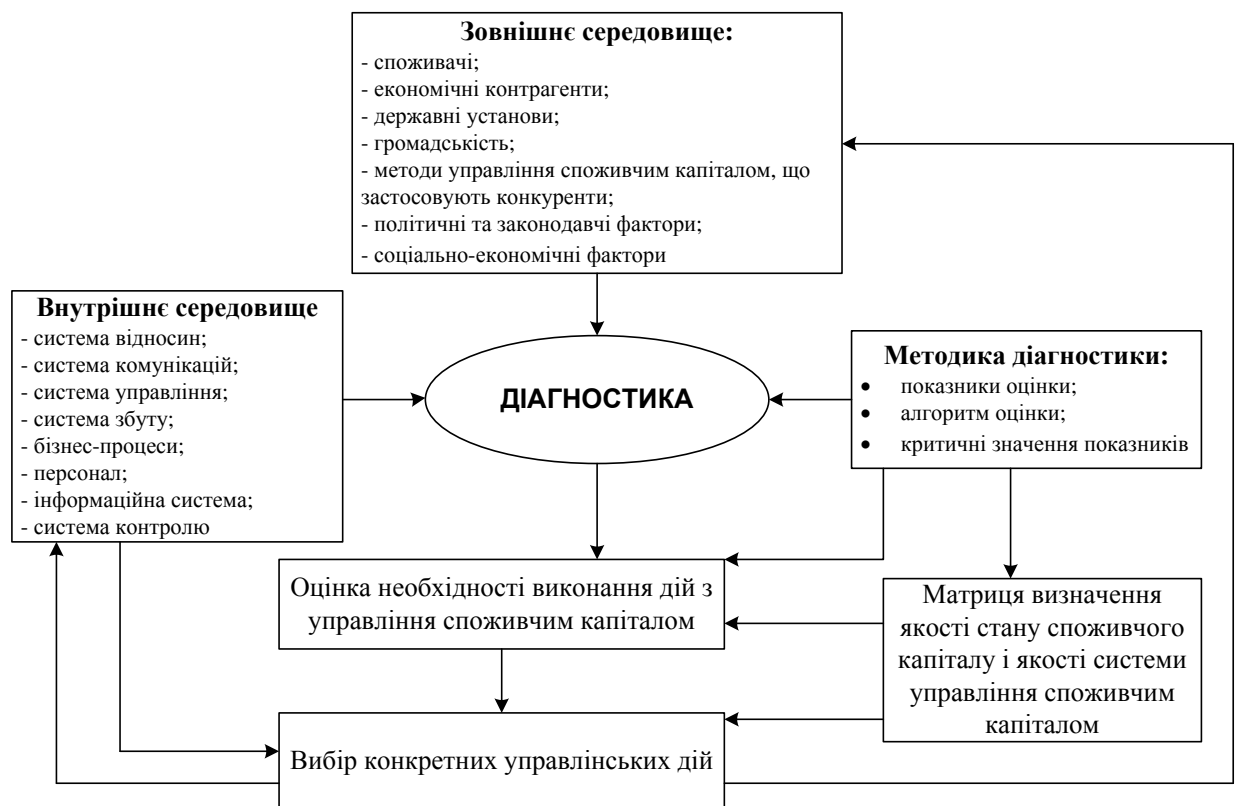 Зовнішнє середовище:
- споживачі;
- економічні контрагенти;
- державні установи;
- громадськість;
- методи управління споживчим капіталом, що
застосовують конкуренти;
- політичні та законодавчі фактори;
- соціально-економічні фактори
Внутрішнє середовище
- система відносин;
- система комунікацій;
- система управління;
- система збуту;
- бізнес-процеси;
- персонал;
- інформаційна система;
- система контролю
ДІАГНОСТИКА
Методика діагностики:
• показники оцінки;
• алгоритм оцінки;
• критичні значення показників
Оцінка необхідності виконання дій з
управління споживчим капіталом
Матриця визначення
якості стану споживчого
капіталу і якості системи
управління споживчим
капіталом
Вибір конкретних управлінських дій